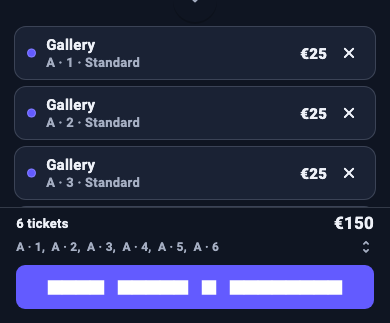 Gallery
A · 1 · Standard
€25 ✕
Gallery
A · 2 · Standard
€25 ✕
Gallery
A · 3 · Standard
€25 ✕
6 tickets
€150
A · 1, A · 2, A · 3, A · 4, A · 5, A · 6